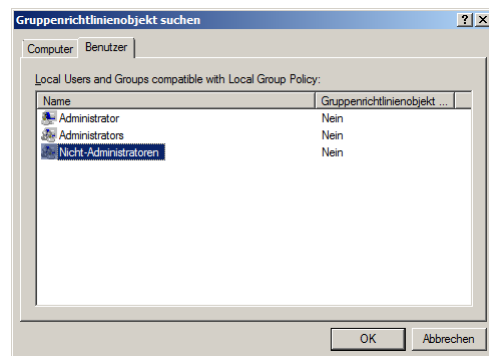 Gruppenrichtlinienobjekt suchen
Computer Benutzer
Local Users and Groups compatible with Local Group Policy:
Name Gruppenrichtlinienobjekt ...
Administrator Nein
Administrators Nein
Nicht-Administratoren Nein
OK Abbrechen